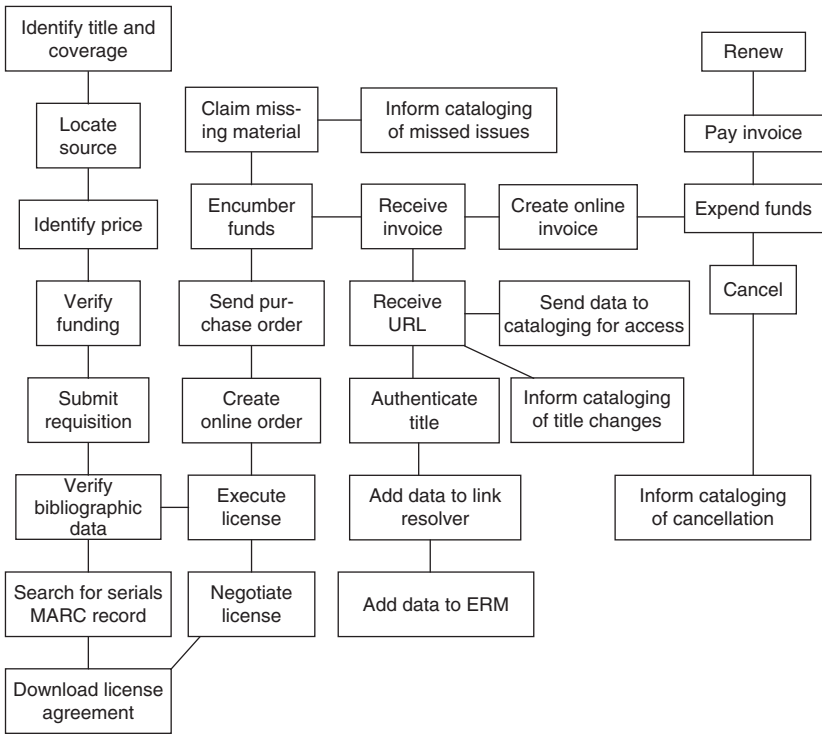 Identify title and
coverage
Locate
source
Identify price
Verify
funding
Submit
requisition
Verify
bibliographic
data
Search for serials
MARC record
Download license
agreement
Claim miss-
ing material
Inform cataloging
of missed issues
Encumber
funds
Receive
invoice
Create online
invoice
Send pur-
chase order
Receive
URL
Send data to
cataloging for access
Create
online order
Authenticate
title
Inform cataloging
of title changes
Execute
license
Add data to link
resolver
Negotiate
license
Add data to ERM
Renew
Pay invoice
Expend funds
Cancel
Inform cataloging
of cancellation